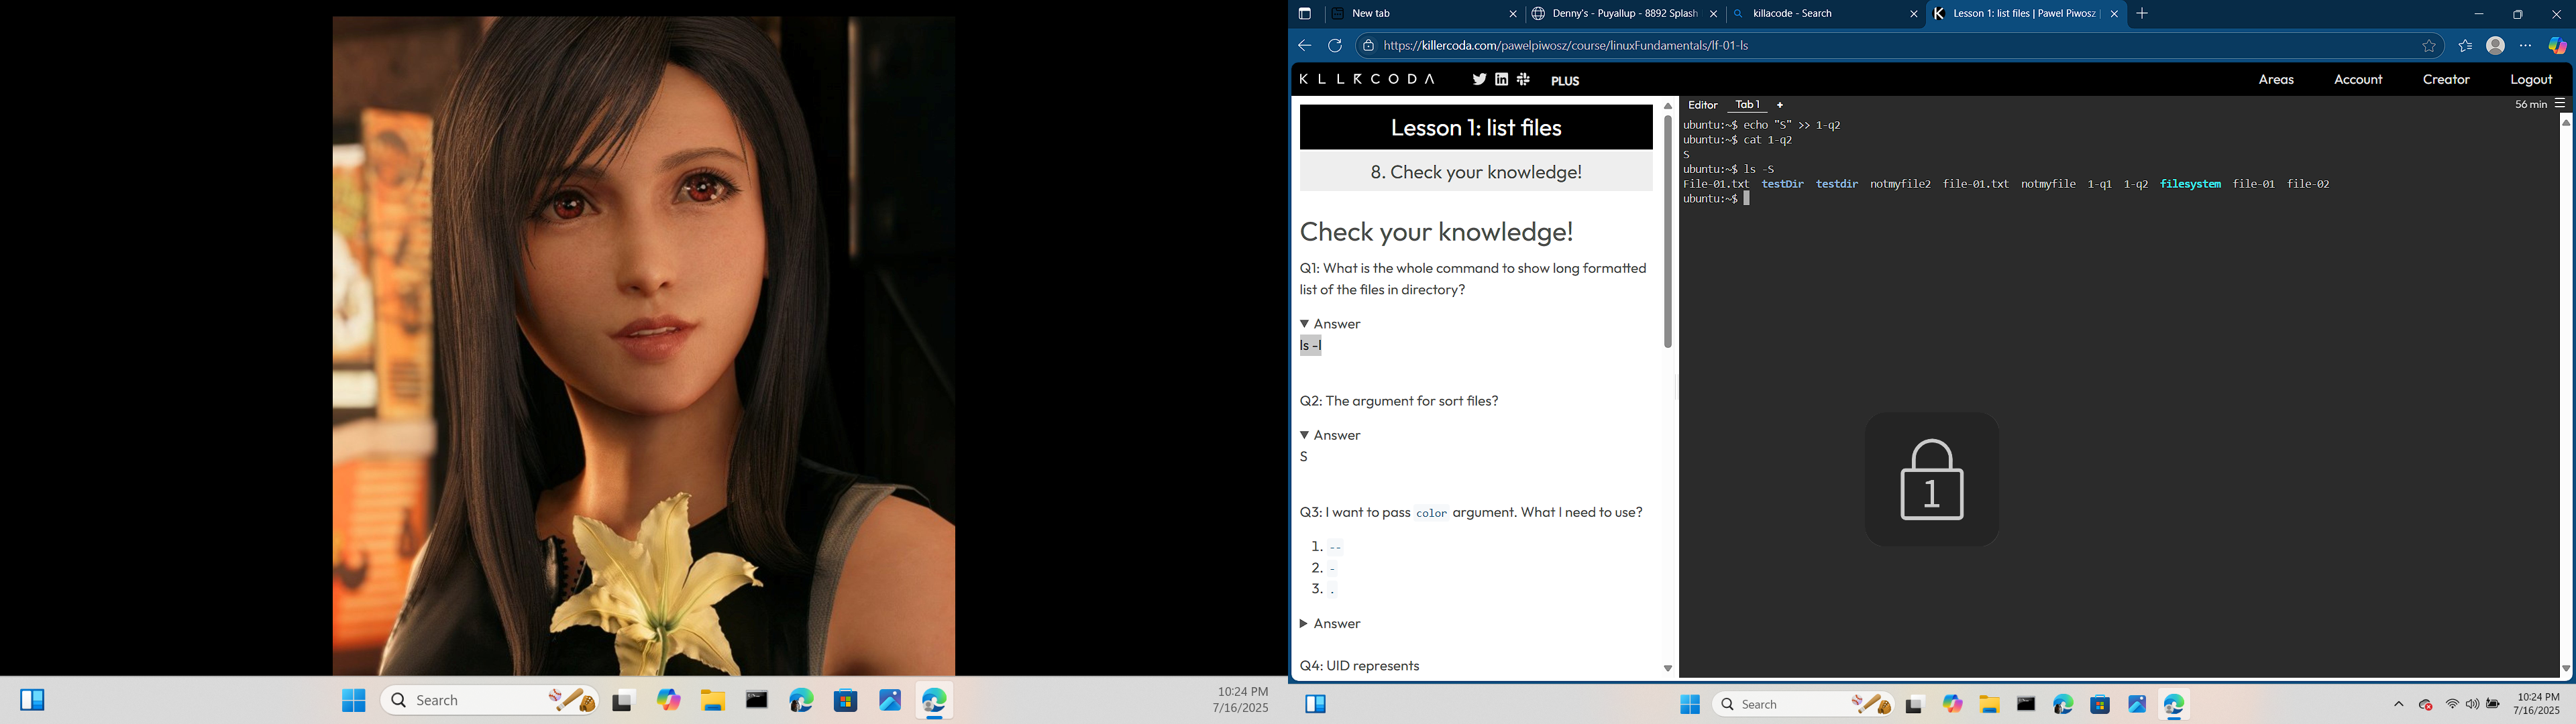 Search
10:24 PM
7/16/2025
New tab
Denny's - Puyallup - 8892 Splash
killacode - Search
Lesson 1: list files | Pawel Piwosz |
https://killercoda.com/pawelpiwosz/course/linuxFundamentals/lf-01-ls
KLLRCODA
PLUS
Areas
Account
Creator
Logout
Lesson 1: list files
8. Check your knowledge!
Check your knowledge!
Q1: What is the whole command to show long formatted
list of the files in directory?
▼ Answer
ls -l
Q2: The argument for sort files?
▼ Answer
S
Q3: I want to pass color argument. What I need to use?
1. --
2. -
3. .
▶ Answer
Q4: UID represents
Editor
Tab 1
+
56 min
ubuntu:~$ echo "S" >> 1-q2
ubuntu:~$ cat 1-q2
S
ubuntu:~$ ls -S
File-01.txt  testDir  testdir  notmyfile2  file-01.txt  notmyfile  1-q1  1-q2  filesystem  file-01  file-02
ubuntu:~$
1
Search
10:24 PM
7/16/2025